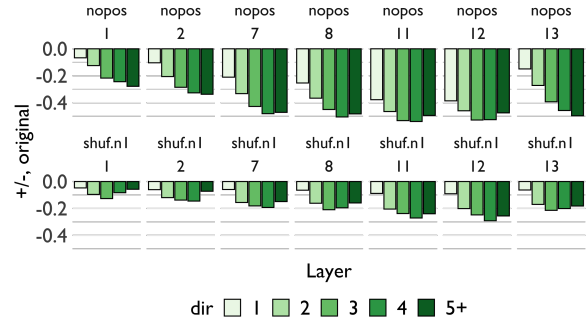 nopos nopos nopos nopos nopos nopos nopos
1 2 7 8 11 12 13
0.0
-0.2
-0.4
shuf.n1 shuf.n1 shuf.n1 shuf.n1 shuf.n1 shuf.n1 shuf.n1
1 2 7 8 11 12 13
0.0
-0.2
-0.4
+/-, original
Layer
dir 1 2 3 4 5+